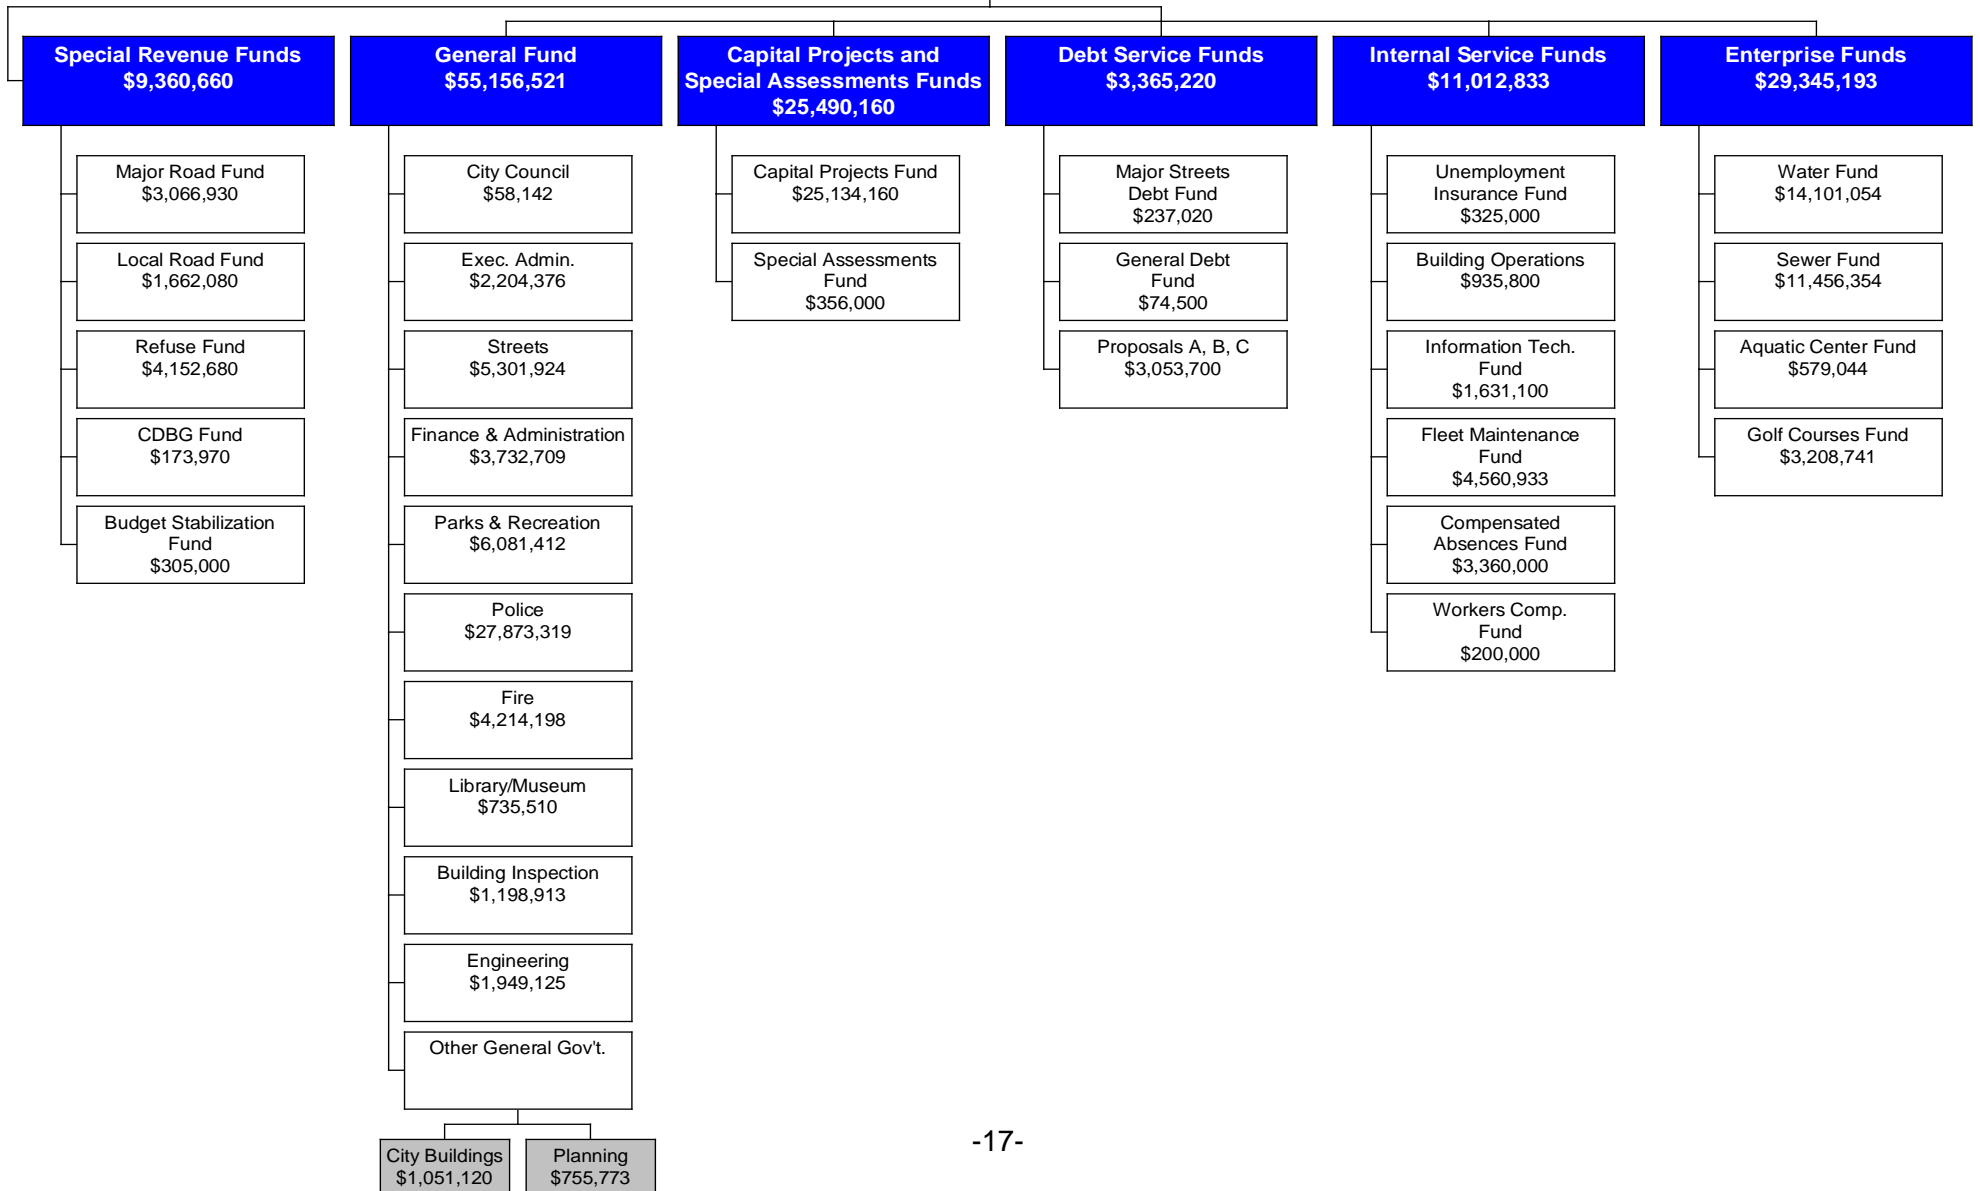 Special Revenue Funds
$9,360,660
Major Road Fund
$3,066,930
Local Road Fund
$1,662,080
Refuse Fund
$4,152,680
CDBG Fund
$173,970
Budget Stabilization
Fund
$305,000
General Fund
$55,156,521
City Council
$58,142
Exec. Admin.
$2,204,376
Streets
$5,301,924
Finance & Administration
$3,732,709
Parks & Recreation
$6,081,412
Police
$27,873,319
Fire
$4,214,198
Library/Museum
$735,510
Building Inspection
$1,198,913
Engineering
$1,949,125
Other General Gov't.
City Buildings
$1,051,120
Planning
$755,773
Capital Projects and
Special Assessments Funds
$25,490,160
Capital Projects Fund
$25,134,160
Special Assessments
Fund
$356,000
Debt Service Funds
$3,365,220
Major Streets
Debt Fund
$237,020
General Debt
Fund
$74,500
Proposals A, B, C
$3,053,700
Internal Service Funds
$11,012,833
Unemployment
Insurance Fund
$325,000
Building Operations
$935,800
Information Tech.
Fund
$1,631,100
Fleet Maintenance
Fund
$4,560,933
Compensated
Absences Fund
$3,360,000
Workers Comp.
Fund
$200,000
Enterprise Funds
$29,345,193
Water Fund
$14,101,054
Sewer Fund
$11,456,354
Aquatic Center Fund
$579,044
Golf Courses Fund
$3,208,741
-17-